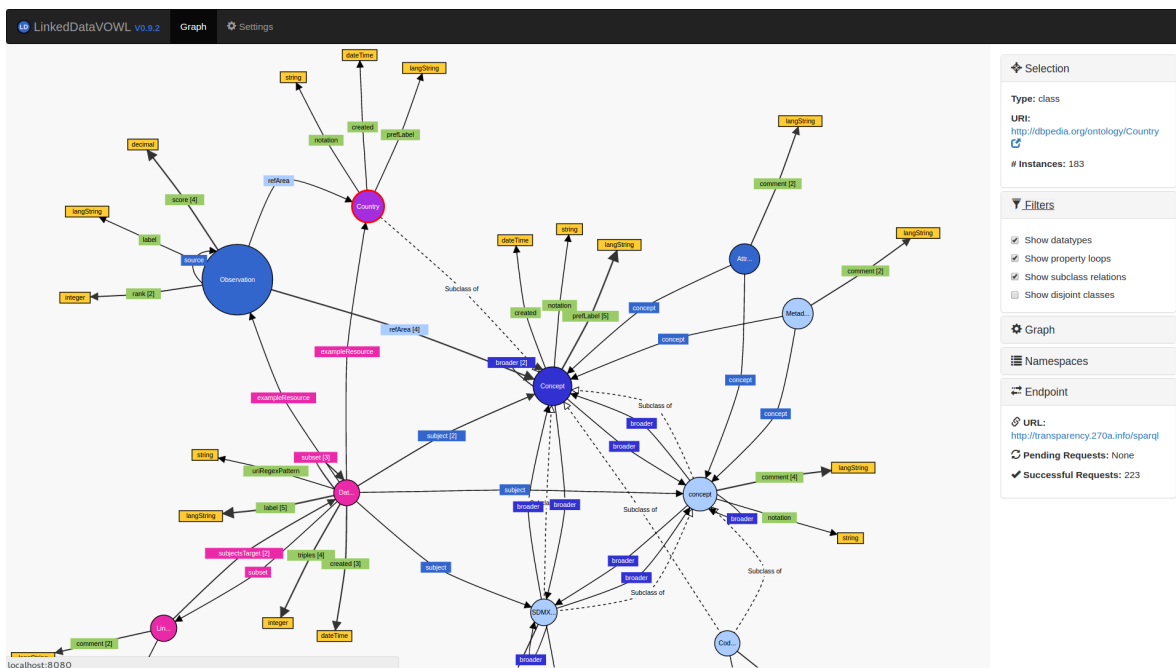 LD LinkedDataVOWL V0.9.2 Graph Settings
dateTime
langString
string
created
notation
prefLabel
decimal
refArea
Country
score [4]
langString
label
source
Observation
integer
rank [2]
Subclass of
refArea [4]
exampleResource
exampleResource
langString
comment [2]
string
dateTime
langString
langString
comment [2]
Attr...
notation
created
prefLabel [5]
concept
Metad...
concept
broader [2]
Concept
concept
concept
Subclass of
broader
broader
subject [2]
string
subset [3]
uriRegexPattern
Dat...
subject
concept
comment [4]
langString
label [5]
langString
broader
broader
broader
notation
string
Subclass of
subjectsTarget [2]
triples [4]
created [3]
subset
subject
broader
broader
Subclass of
Subclass of
SDMX...
integer
dateTime
Lin...
comment [2]
Cod...
broader
localhost:8080
Selection
Type: class
URI:
http://dbpedia.org/ontology/Country
# Instances: 183
Filters
Show datatypes
Show property loops
Show subclass relations
Show disjoint classes
Graph
Namespaces
Endpoint
URL:
http://transparency.270a.info/sparql
Pending Requests: None
Successful Requests: 223